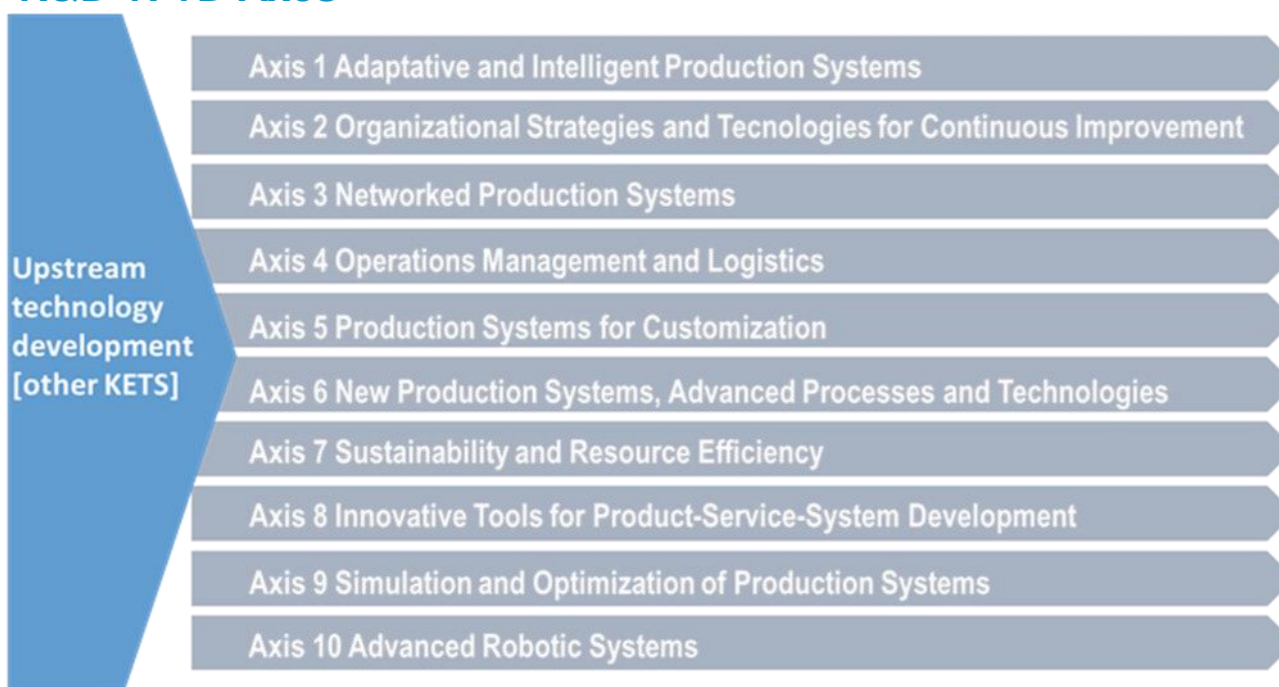 Axis 1 Adaptative and Intelligent Production Systems
Axis 2 Organizational Strategies and Tecnologies for Continuous Improvement
Axis 3 Networked Production Systems
Axis 4 Operations Management and Logistics
Axis 5 Production Systems for Customization
Axis 6 New Production Systems, Advanced Processes and Technologies
Axis 7 Sustainability and Resource Efficiency
Axis 8 Innovative Tools for Product-Service-System Development
Axis 9 Simulation and Optimization of Production Systems
Axis 10 Advanced Robotic Systems
Upstream
technology
development
[other KETS]